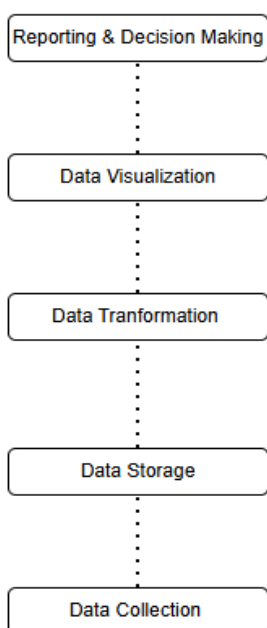 Reporting & Decision Making
Data Visualization
Data Tranformation
Data Storage
Data Collection